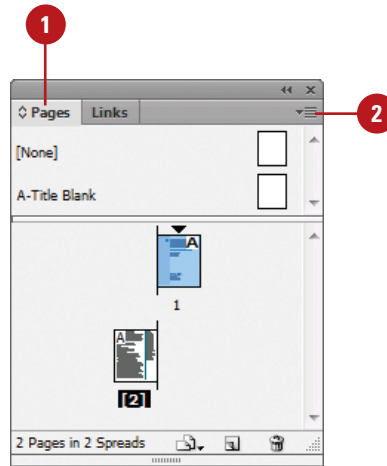 1
Pages Links
2
[None]
A-Title Blank
A
1
A
[2]
2 Pages in 2 Spreads